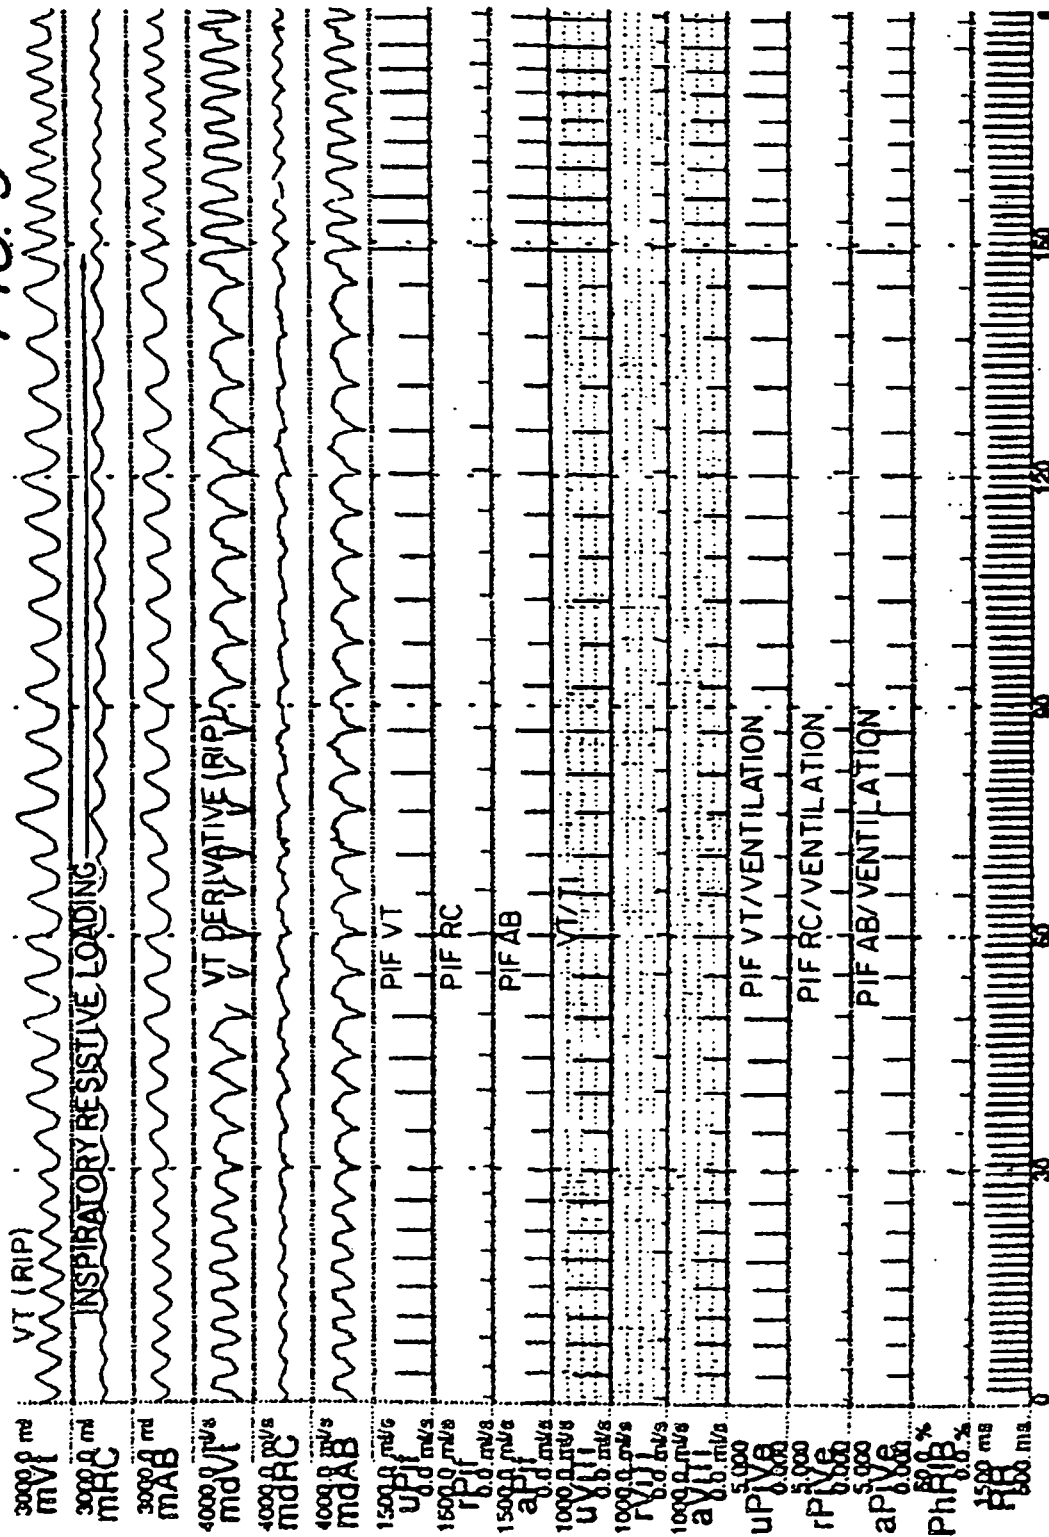 VT (RIP)
3000.0 ml
mVt
INSPIRATORY RESISTIVE LOADING
3000.0 ml
mRC
3000.0 ml
mAB
VT DERIVATIVE (RIP)
4000.0 ml/s
mdVt
4000.0 ml/s
mdRC
4000.0 ml/s
mdAB
PIF VT
1500.0 ml/s
uPif
0.0 ml/s
PIF RC
1500.0 ml/s
rPif
0.0 ml/s
PIF AB
1500.0 ml/s
aPif
0.0 ml/s
VT/TI
1000.0 ml/s
uVtTi
0.0 ml/s
1000.0 ml/s
rVtTi
0.0 ml/s
1000.0 ml/s
aVtTi
0.0 ml/s
PIF VT/VENTILATION
5.000
uPiVe
0.000
PIF RC/VENTILATION
5.000
rPiVe
0.000
PIF AB/VENTILATION
5.000
aPiVe
0.000
50.0 %
PhRIB
0.0 %
1500 ms
RR
500 ms
0 30 60 90 120 150